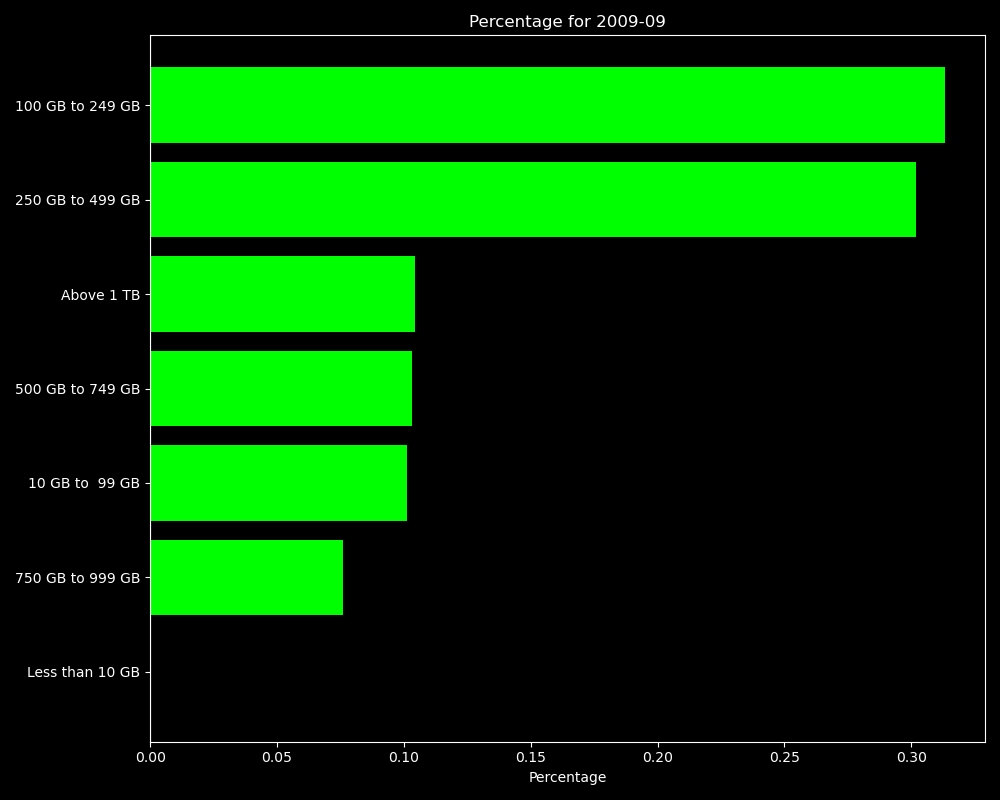 Percentage for 2009-09
100 GB to 249 GB
250 GB to 499 GB
Above 1 TB
500 GB to 749 GB
10 GB to  99 GB
750 GB to 999 GB
Less than 10 GB
0.00 0.05 0.10 0.15 0.20 0.25 0.30
Percentage